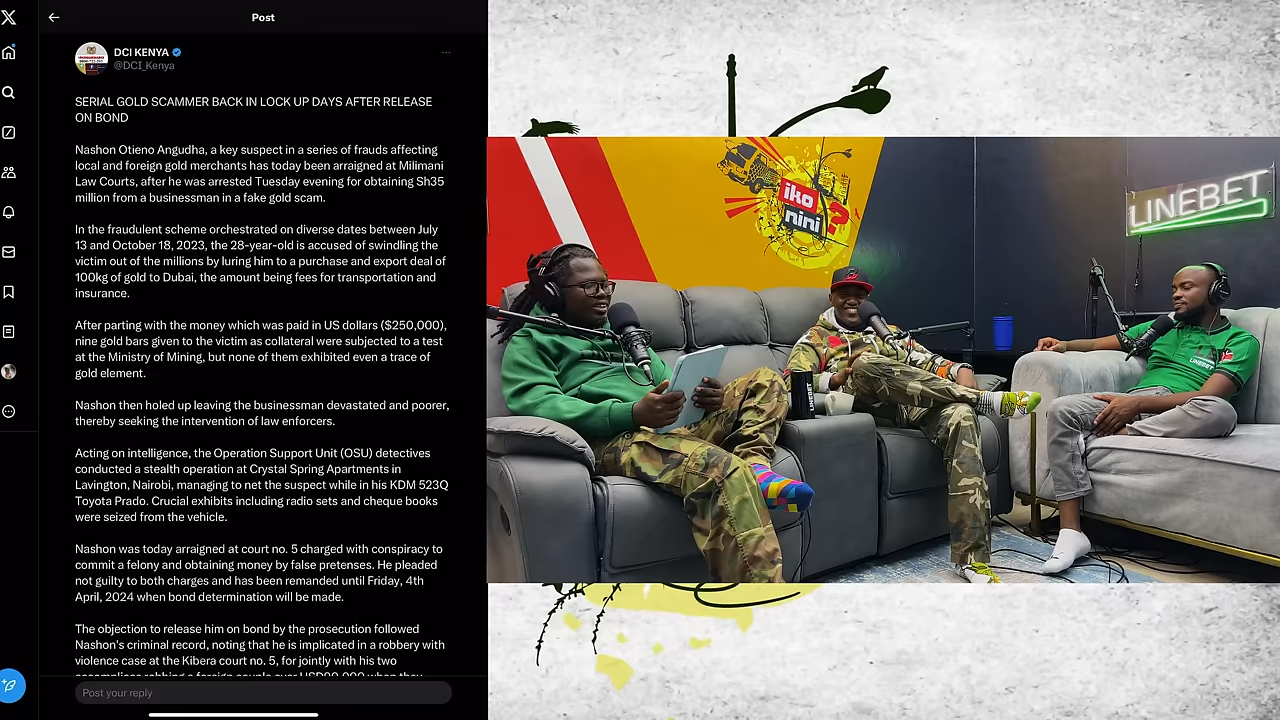 Post
DCI KENYA
@DCI_Kenya
SERIAL GOLD SCAMMER BACK IN LOCK UP DAYS AFTER RELEASE
ON BOND
Nashon Otieno Angudha, a key suspect in a series of frauds affecting
local and foreign gold merchants has today been arraigned at Milimani
Law Courts, after he was arrested Tuesday evening for obtaining Sh35
million from a businessman in a fake gold scam.
In the fraudulent scheme orchestrated on diverse dates between July
13 and October 18, 2023, the 28-year-old is accused of swindling the
victim out of the millions by luring him to a purchase and export deal of
100kg of gold to Dubai, the amount being fees for transportation and
insurance.
After parting with the money which was paid in US dollars ($250,000),
nine gold bars given to the victim as collateral were subjected to a test
at the Ministry of Mining, but none of them exhibited even a trace of
gold element.
Nashon then holed up leaving the businessman devastated and poorer,
thereby seeking the intervention of law enforcers.
Acting on intelligence, the Operation Support Unit (OSU) detectives
conducted a stealth operation at Crystal Spring Apartments in
Lavington, Nairobi, managing to net the suspect while in his KDM 523Q
Toyota Prado. Crucial exhibits including radio sets and cheque books
were seized from the vehicle.
Nashon was today arraigned at court no. 5 charged with conspiracy to
commit a felony and obtaining money by false pretenses. He pleaded
not guilty to both charges and has been remanded until Friday, 4th
April, 2024 when bond determination will be made.
The objection to release him on bond by the prosecution followed
Nashon's criminal record, noting that he is implicated in a robbery with
violence case at the Kibera court no. 5, for jointly with his two
accomplices robbing a foreign couple over USD90,000 when they
Post your reply
iko
nini
?
LINEBET
LINEBET
LINEBET